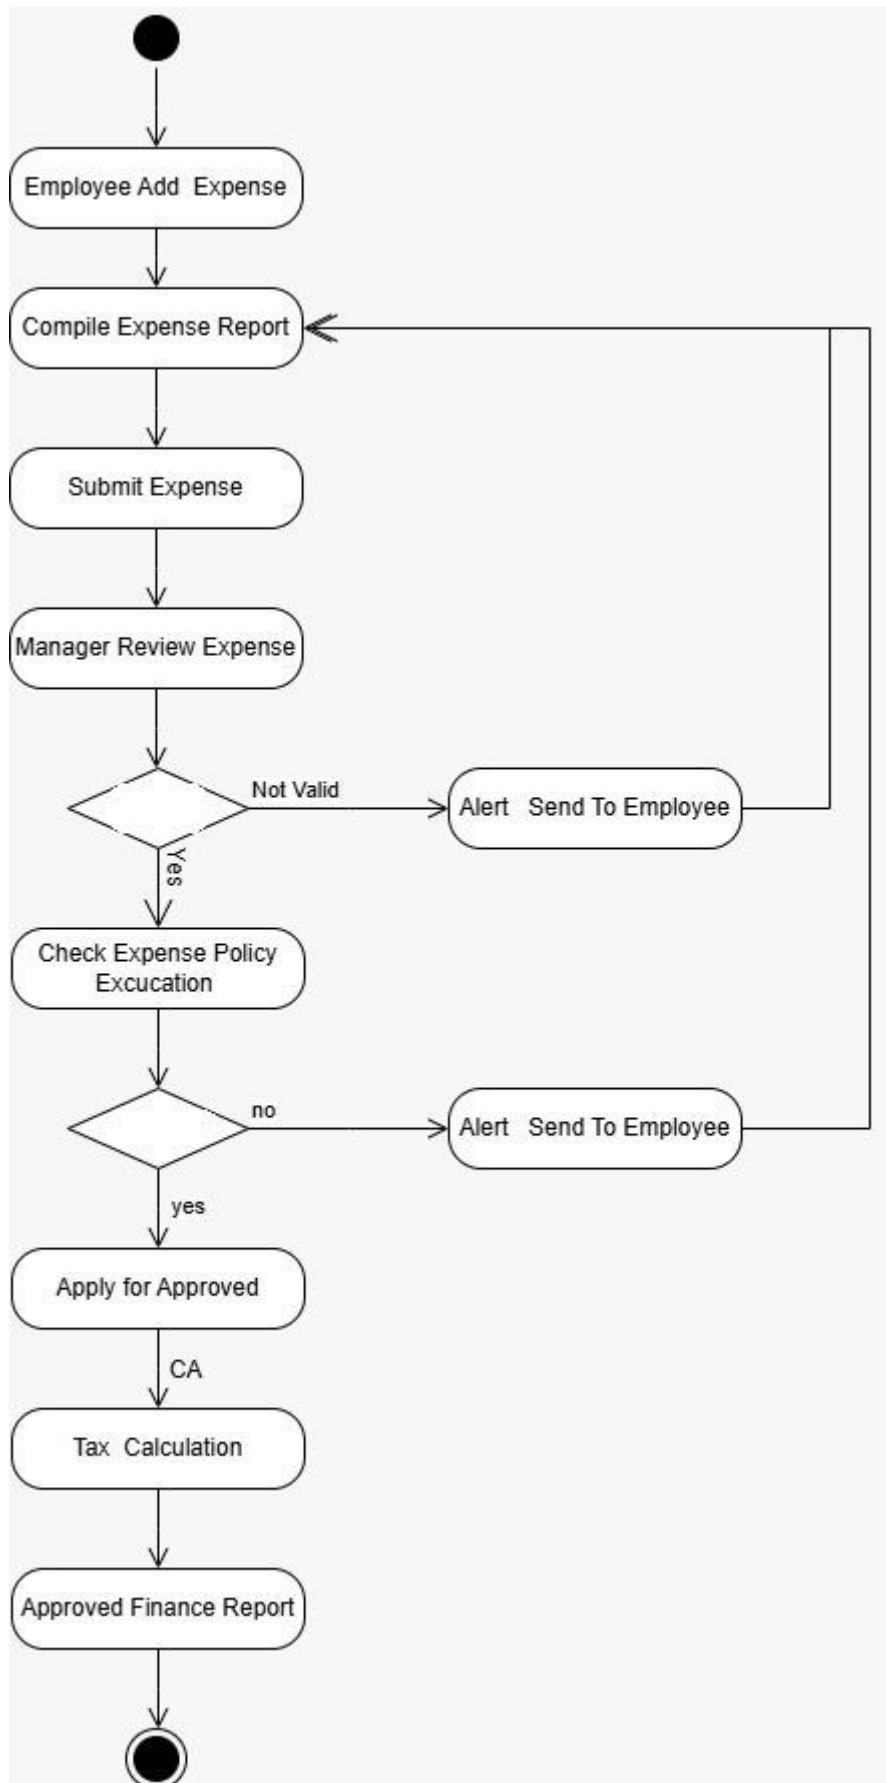 Employee Add  Expense
Compile Expense Report
Submit Expense
Manager Review Expense
Not Valid
Alert  Send To Employee
Yes
Check Expense Policy
Excucation
no
Alert  Send To Employee
yes
Apply for Approved
CA
Tax  Calculation
Approved Finance Report